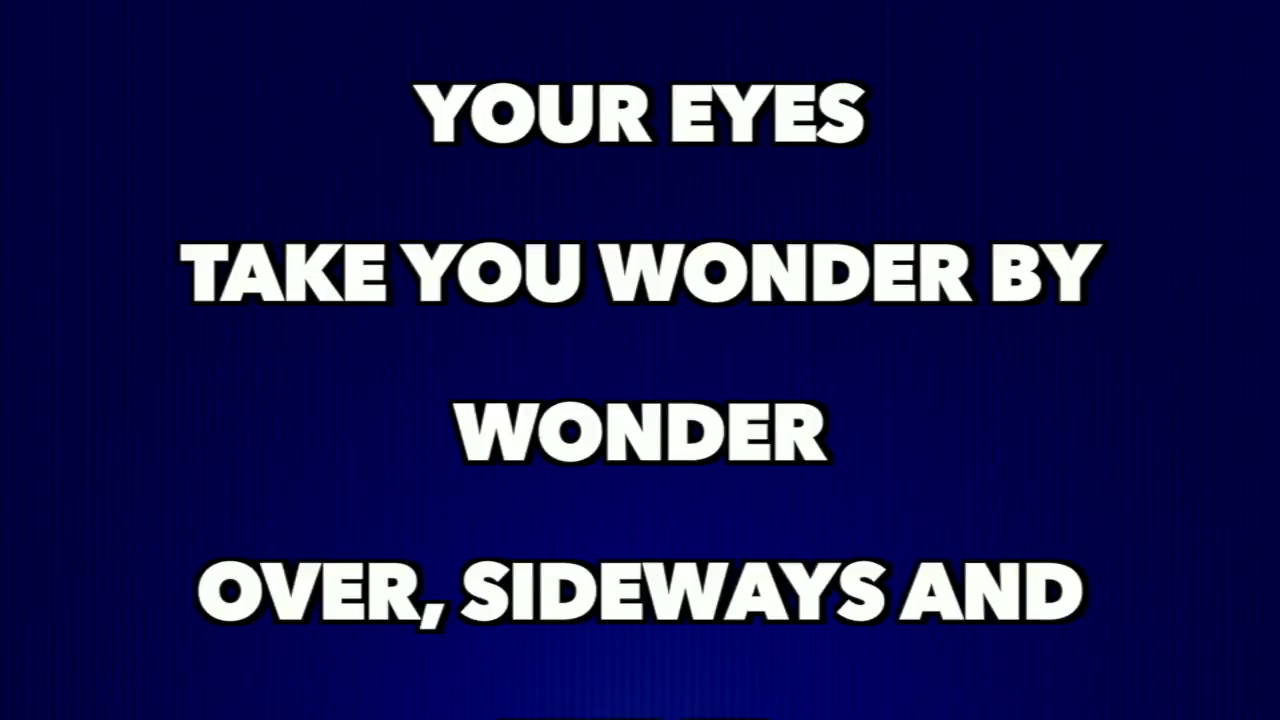 YOUR EYES
TAKE YOU WONDER BY
WONDER
OVER, SIDEWAYS AND